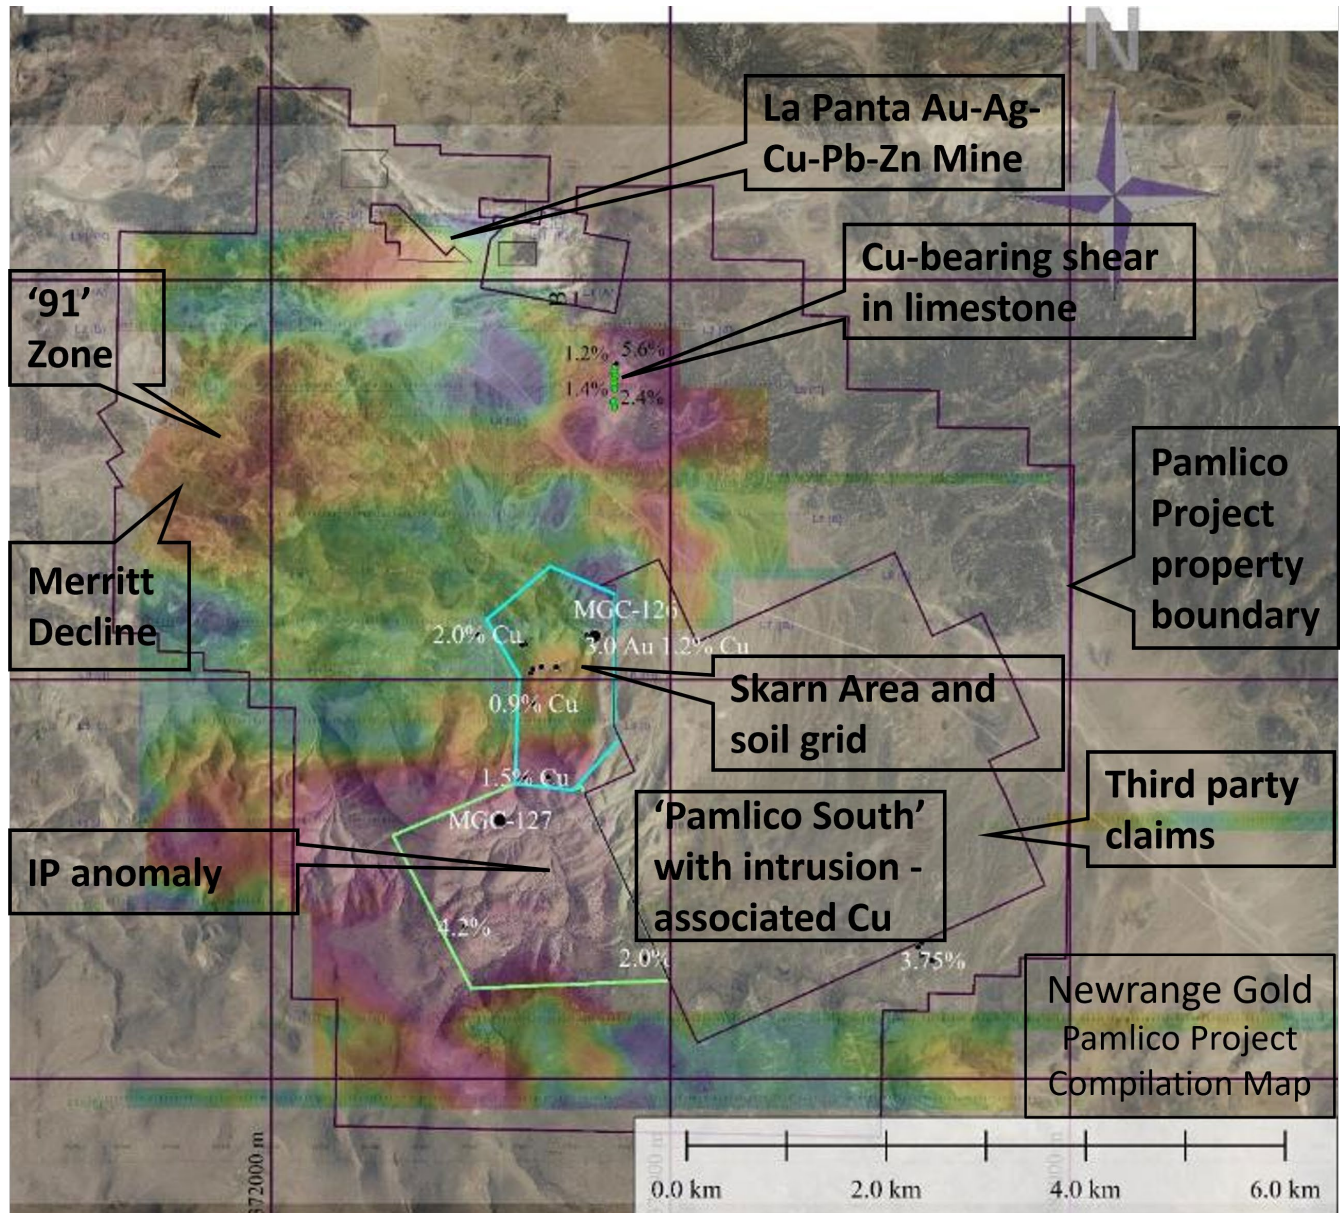 N
La Panta Au-Ag-
Cu-Pb-Zn Mine
Cu-bearing shear
in limestone
'91'
Zone
1.2%
5.6%
1.4%
2.4%
Pamlico
Project
property
boundary
Merritt
Decline
MGC-126
2.0% Cu
3.0 Au 1.2% Cu
Skarn Area and
soil grid
0.9% Cu
1.5% Cu
Third party
claims
'Pamlico South'
with intrusion -
associated Cu
MGC-127
IP anomaly
4.2%
2.0%
3.75%
Newrange Gold
Pamlico Project
Compilation Map
372000 m
0.0 km
2.0 km
4.0 km
6.0 km